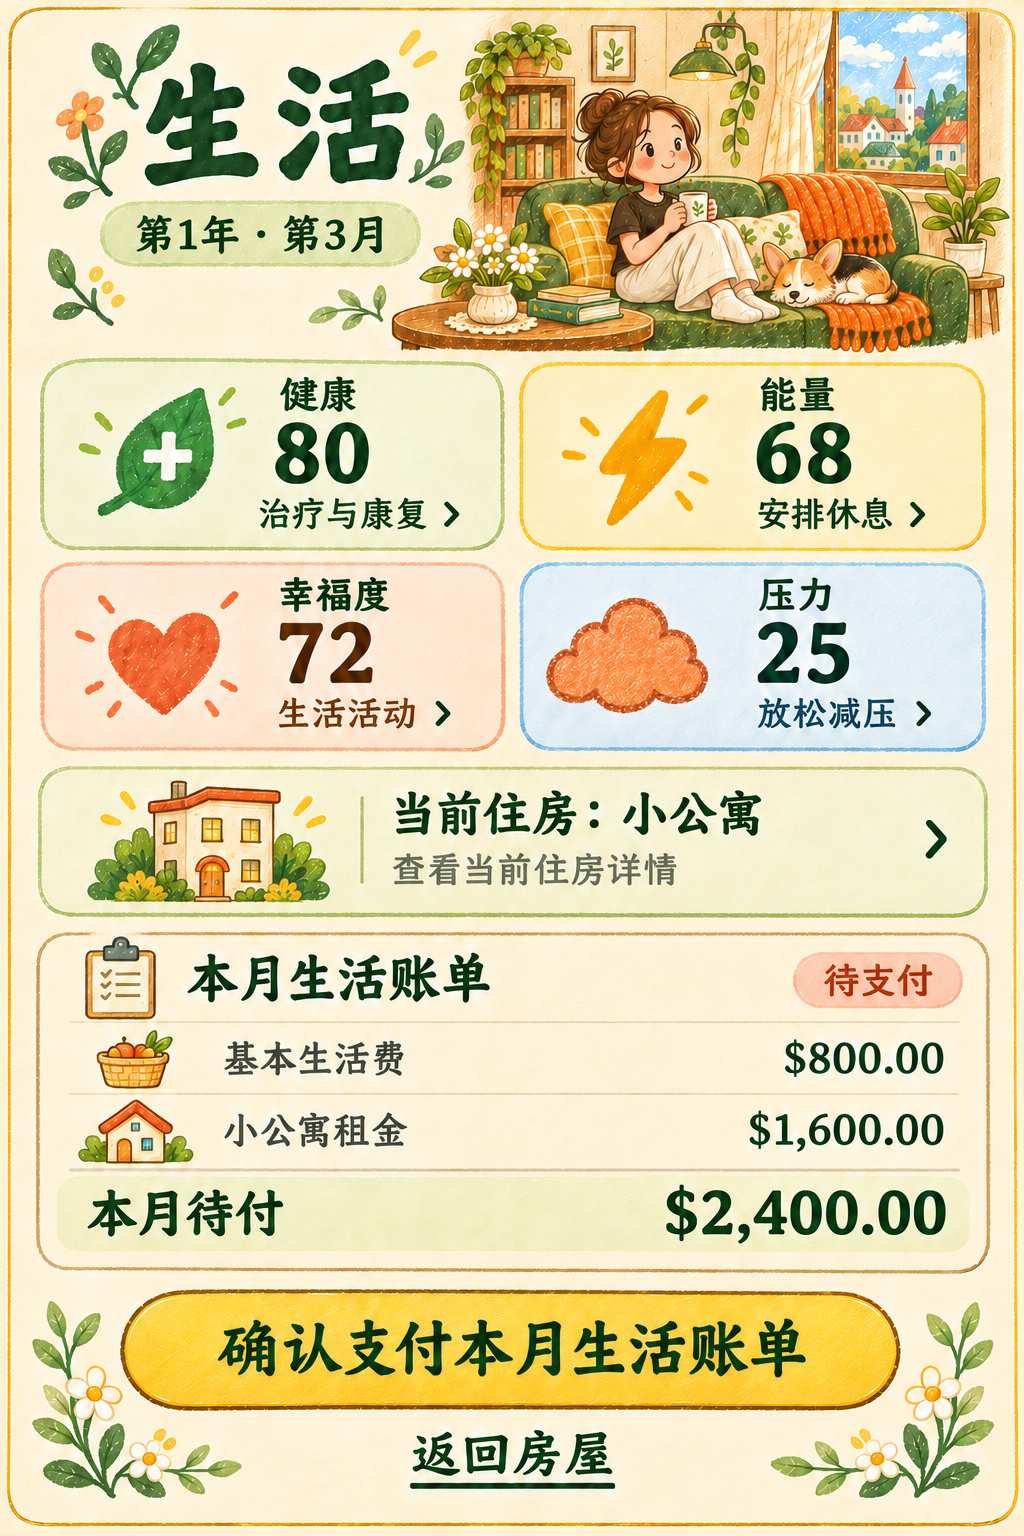 生活
第1年 · 第3月
健康
80
治疗与康复 >
能量
68
安排休息 >
幸福度
72
生活活动 >
压力
25
放松减压 >
当前住房：小公寓
查看当前住房详情
本月生活账单
待支付
基本生活费 $800.00
小公寓租金 $1,600.00
本月待付 $2,400.00
确认支付本月生活账单
返回房屋